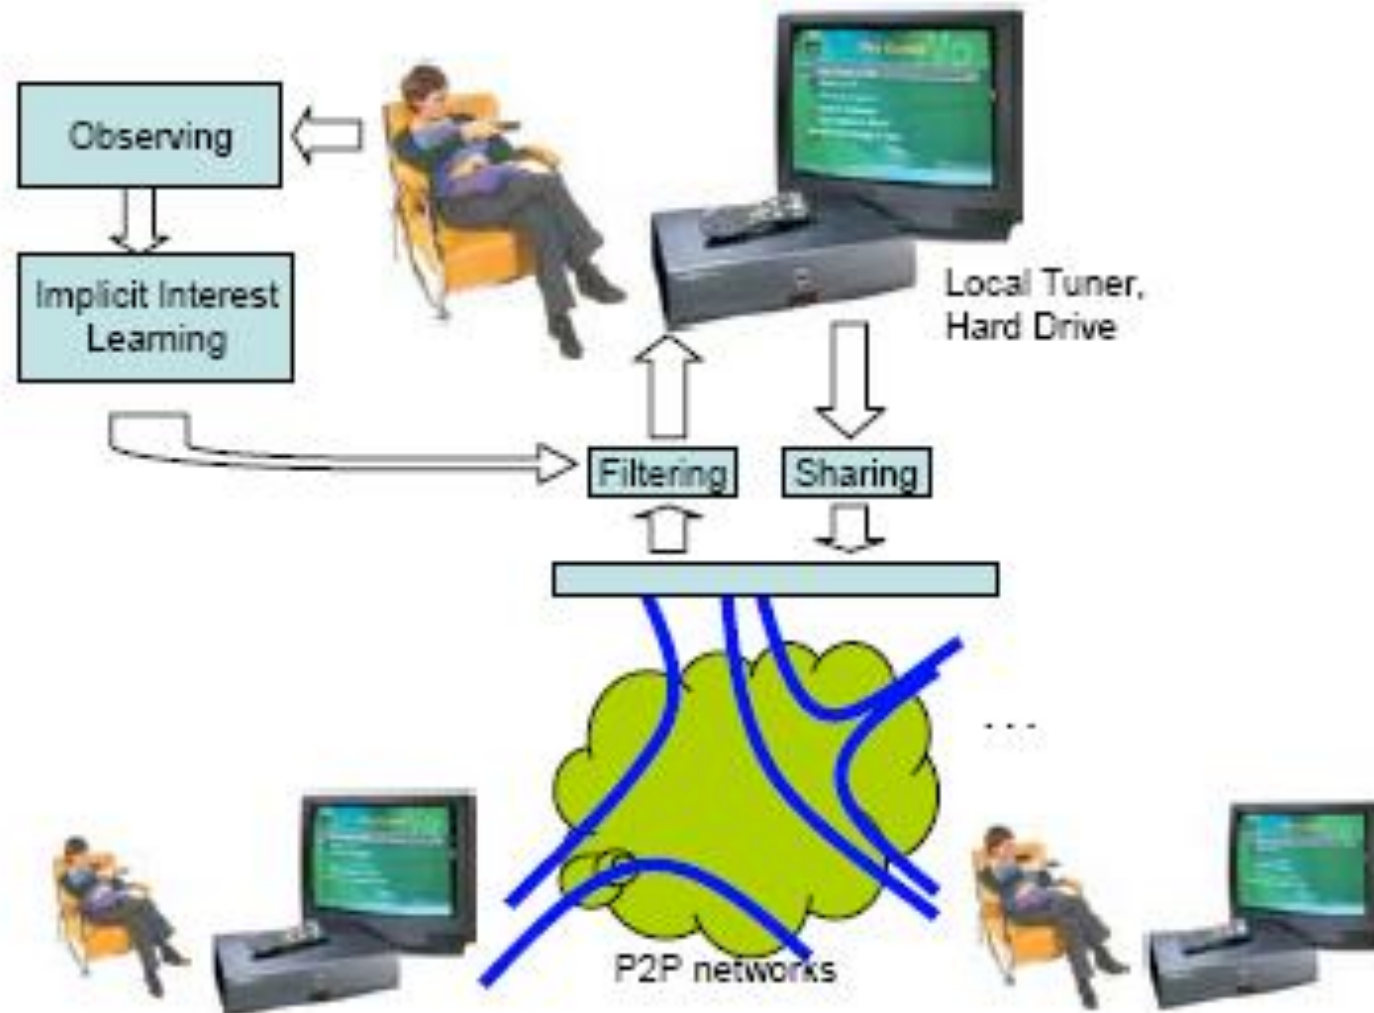 Observing
Implicit Interest
Learning
Local Tuner,
Hard Drive
Filtering
Sharing
. . .
P2P networks